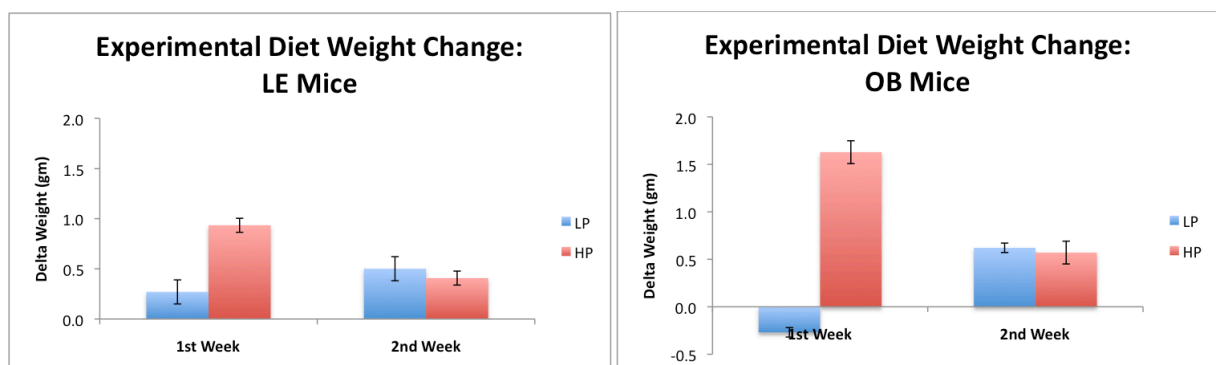 Experimental Diet Weight Change:
LE Mice
2.0
1.5
1.0
0.5
0.0
Delta Weight (gm)
1st Week
2nd Week
LP
HP
Experimental Diet Weight Change:
OB Mice
2.0
1.5
1.0
0.5
0.0
-0.5
Delta Weight (gm)
1st Week
2nd Week
LP
HP